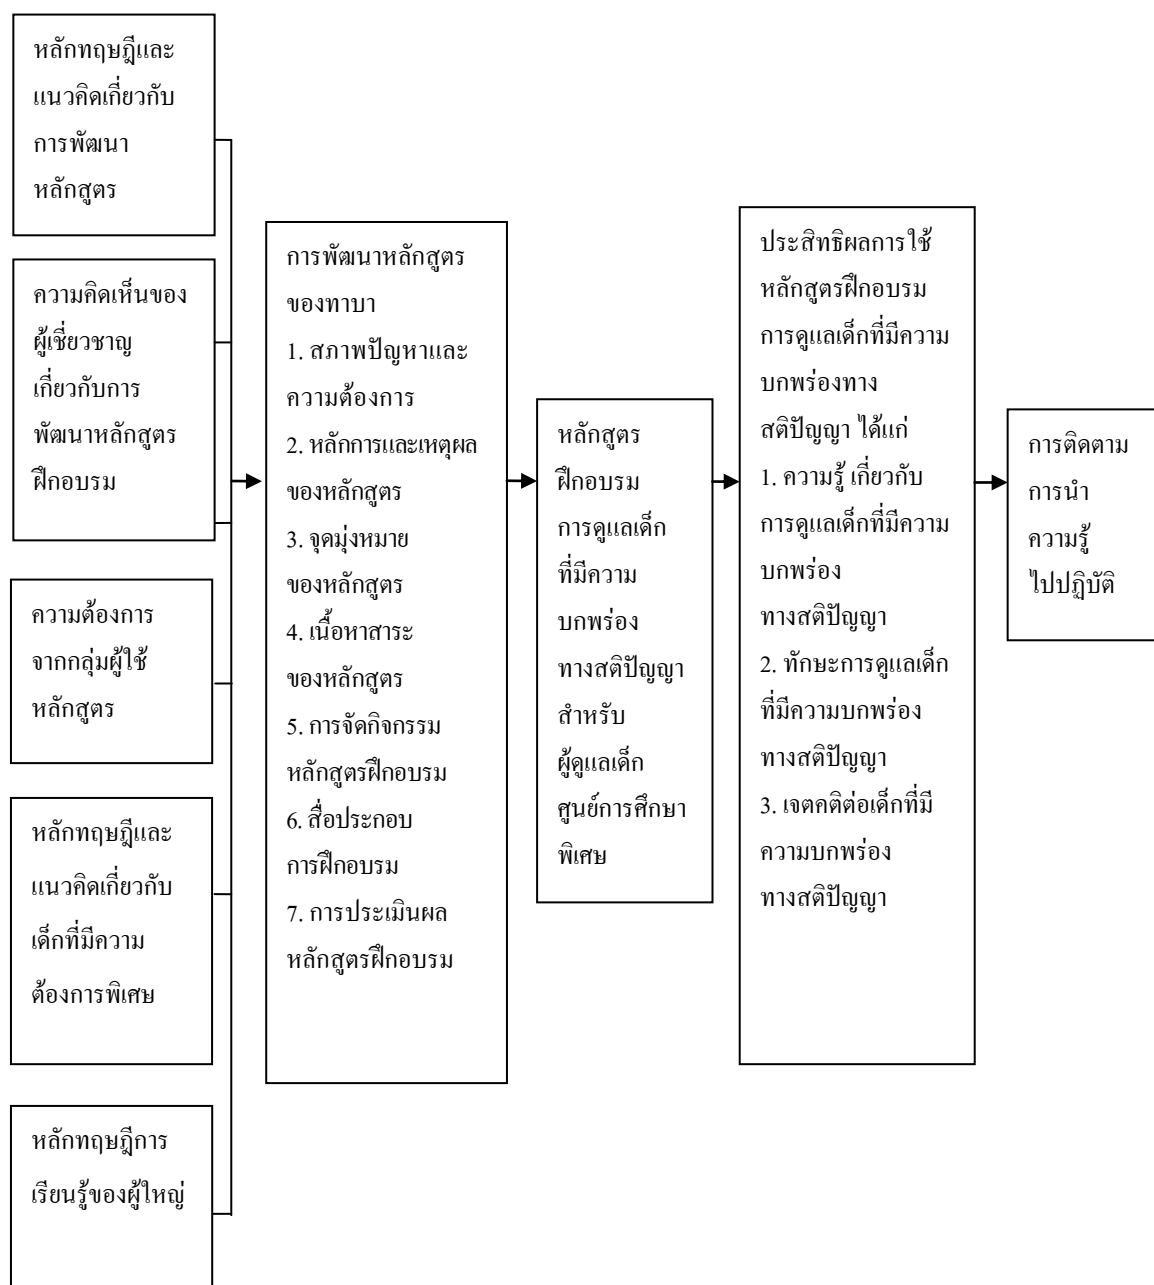 หลักทฤษฎีและ
แนวคิดเกี่ยวกับ
การพัฒนา
หลักสูตร
ความคิดเห็นของ
ผู้เชี่ยวชาญ
เกี่ยวกับการ
พัฒนาหลักสูตร
ฝึกอบรม
ความต้องการ
จากกลุ่มผู้ใช้
หลักสูตร
หลักทฤษฎีและ
แนวคิดเกี่ยวกับ
เด็กที่มีความ
ต้องการพิเศษ
หลักทฤษฎีการ
เรียนรู้ของผู้ใหญ่
การพัฒนาหลักสูตร
ของทาบา
1. สภาพปัญหาและ
ความต้องการ
2. หลักการและเหตุผล
ของหลักสูตร
3. จุดมุ่งหมาย
ของหลักสูตร
4. เนื้อหาสาระ
ของหลักสูตร
5. การจัดกิจกรรม
หลักสูตรฝึกอบรม
6. สื่อประกอบ
การฝึกอบรม
7. การประเมินผล
หลักสูตรฝึกอบรม
หลักสูตร
ฝึกอบรม
การดูแลเด็ก
ที่มีความ
บกพร่อง
ทางสติปัญญา
สำหรับ
ผู้ดูแลเด็ก
ศูนย์การศึกษา
พิเศษ
ประสิทธิผลการใช้
หลักสูตรฝึกอบรม
การดูแลเด็กที่มีความ
บกพร่องทาง
สติปัญญา ได้แก่
1. ความรู้ เกี่ยวกับ
การดูแลเด็กที่มีความ
บกพร่อง
ทางสติปัญญา
2. ทักษะการดูแลเด็ก
ที่มีความบกพร่อง
ทางสติปัญญา
3. เจตคติต่อเด็กที่มี
ความบกพร่อง
ทางสติปัญญา
การติดตาม
การนำ
ความรู้
ไปปฏิบัติ